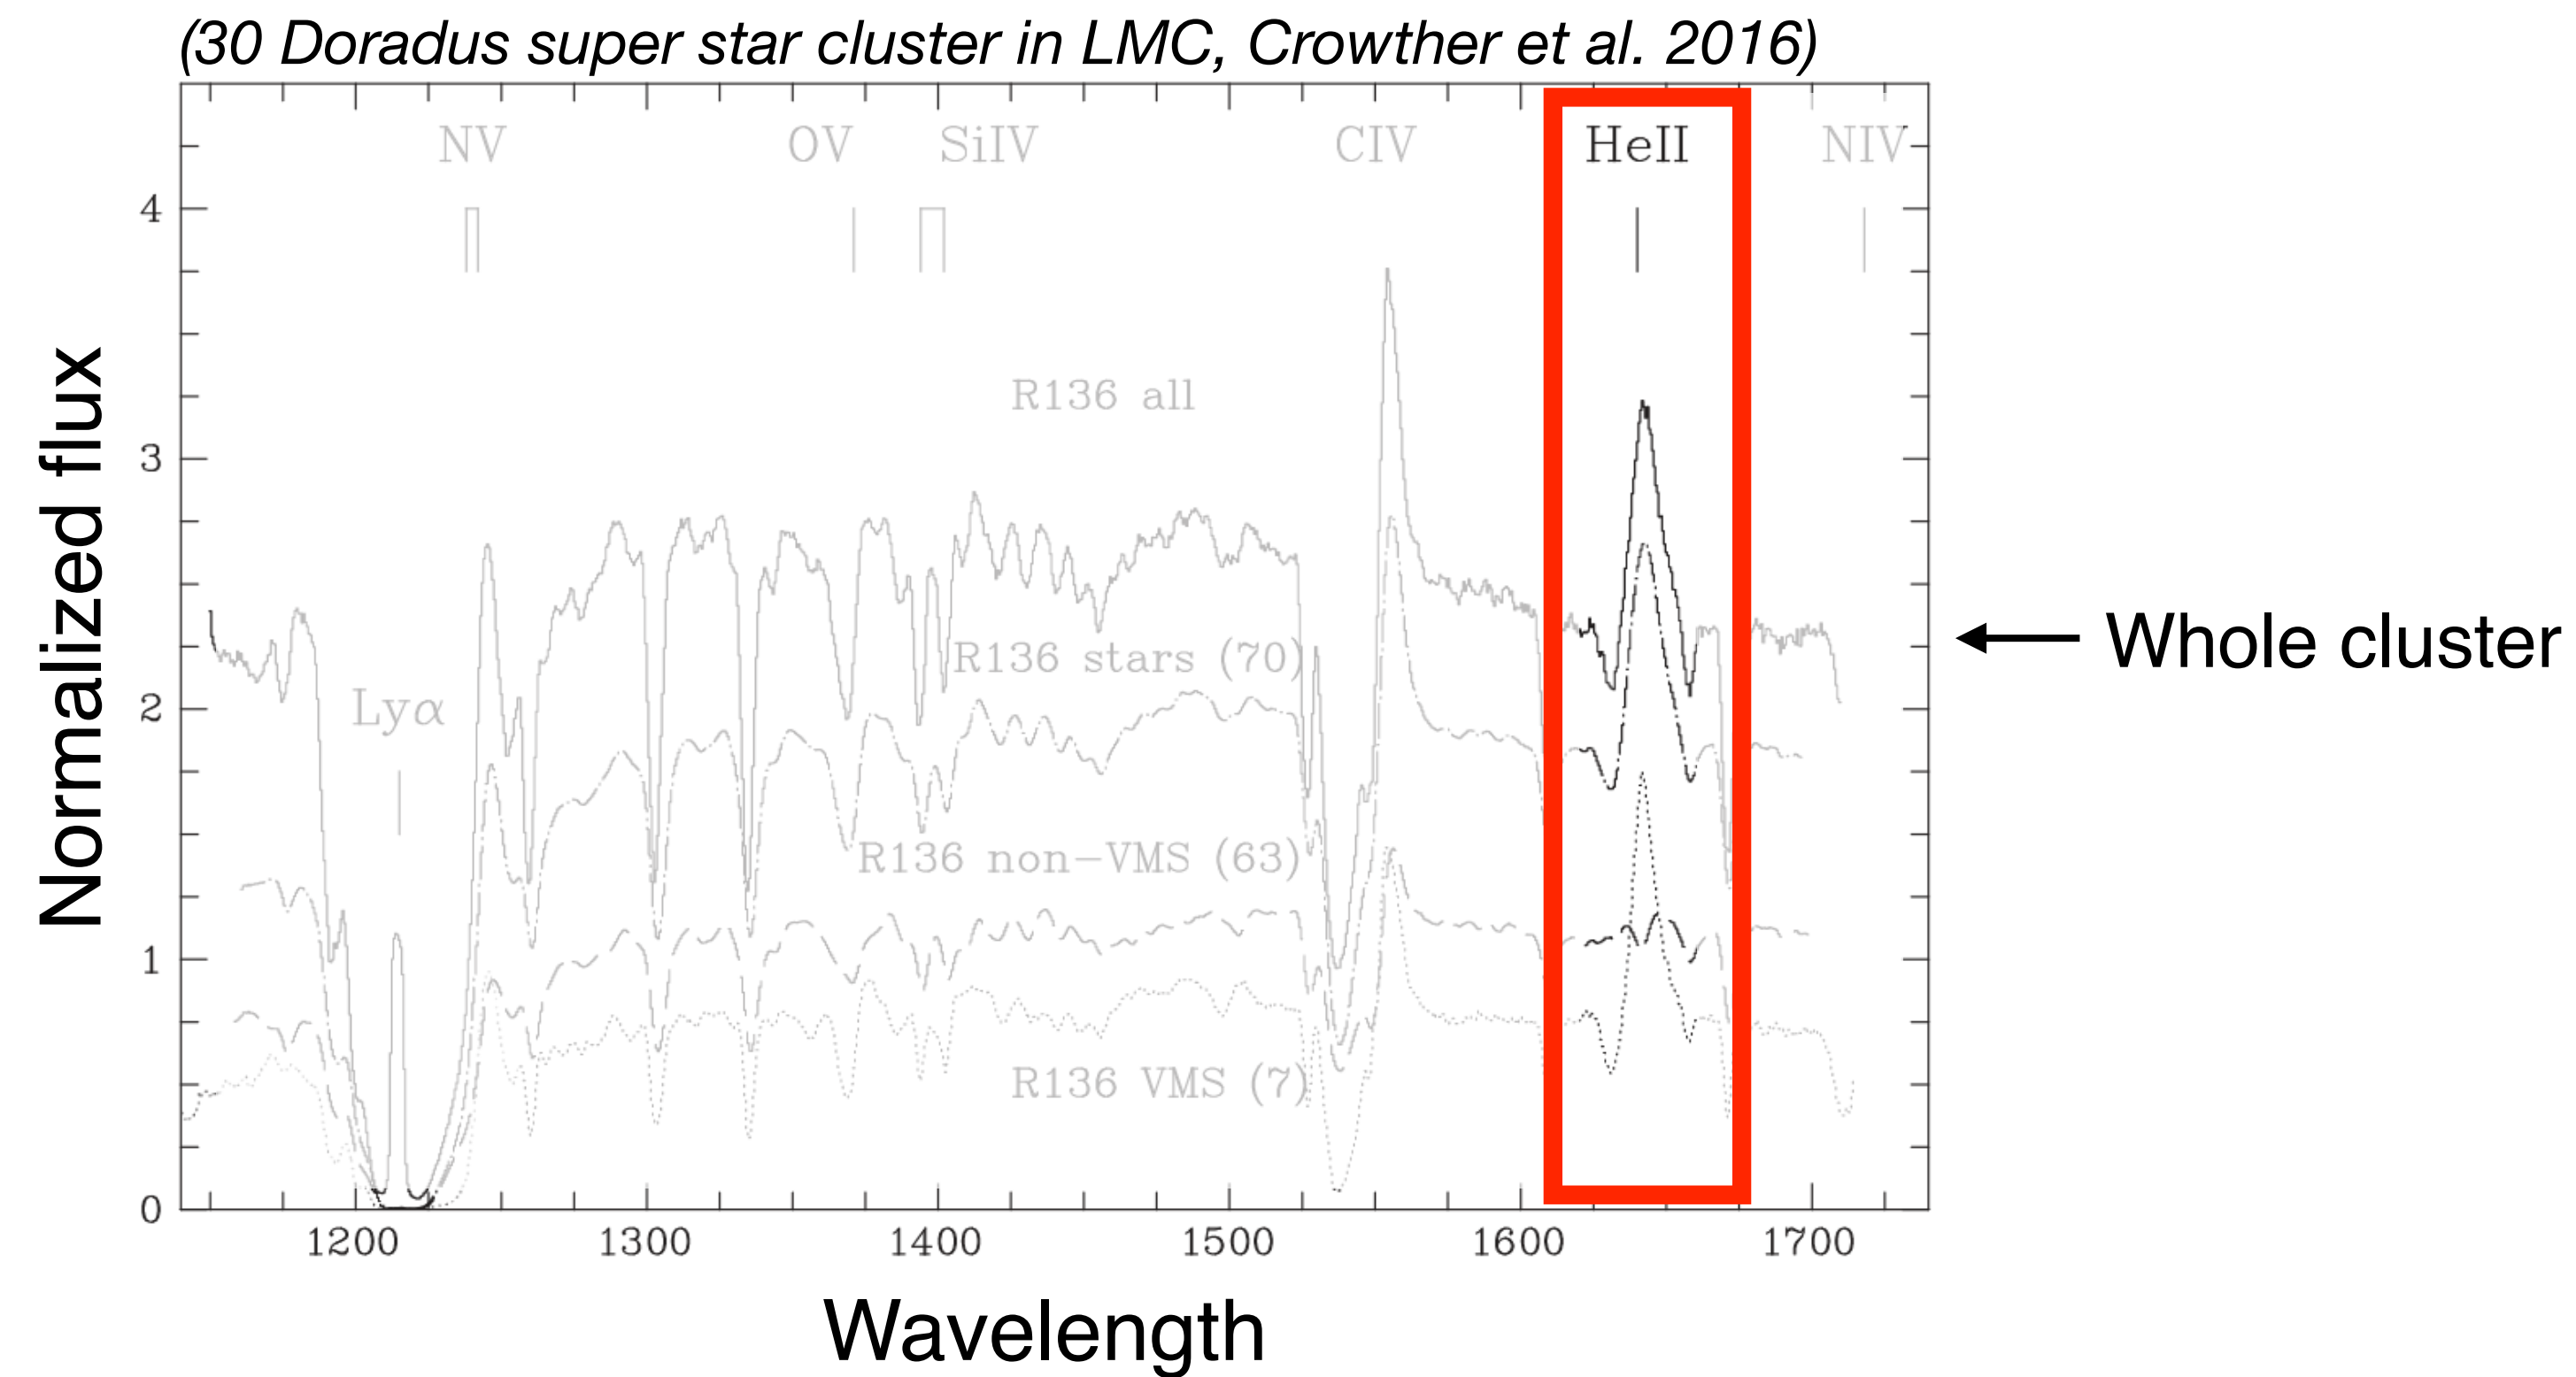 (30 Doradus super star cluster in LMC, Crowther et al. 2016)
NV OV SiIV CIV HeII NIV
4
R136 all
3
Whole cluster
R136 stars (70)
2
Lyα
R136 non-VMS (63)
1
R136 VMS (7)
0
1200 1300 1400 1500 1600 1700
Normalized flux
Wavelength